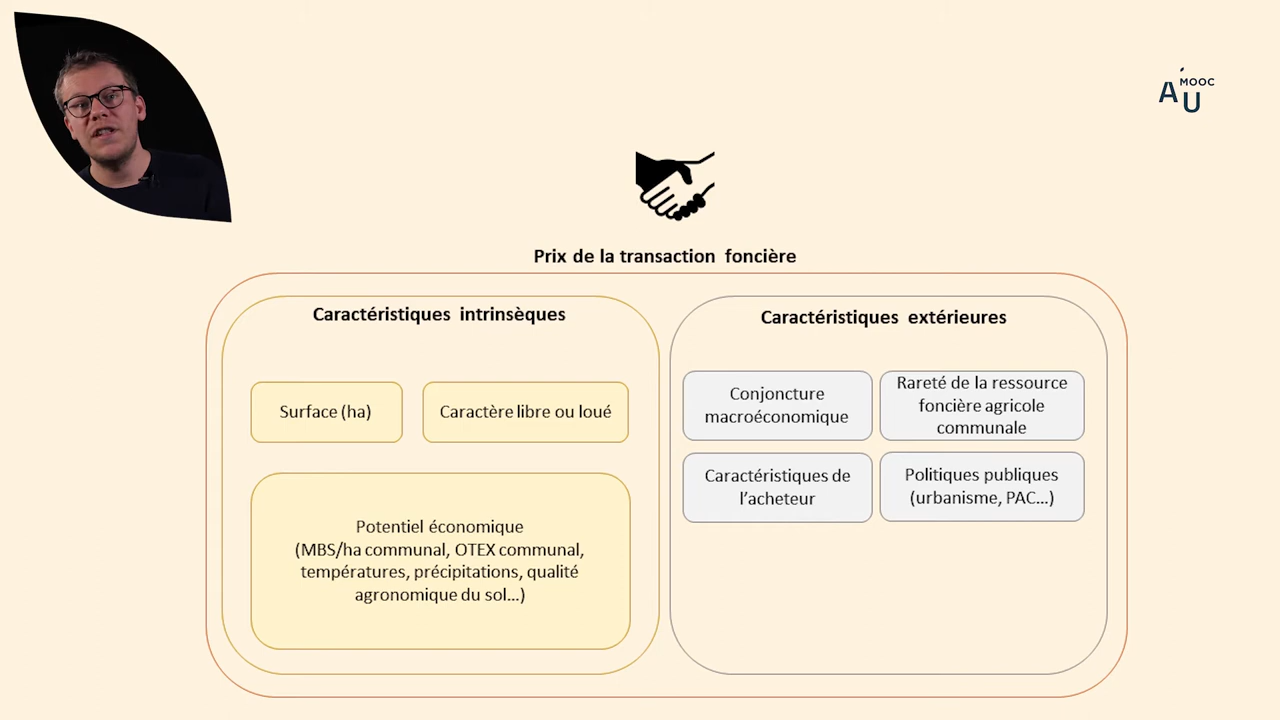 MOOC
AU
Prix de la transaction foncière
Caractéristiques intrinsèques
Surface (ha)
Caractère libre ou loué
Potentiel économique
(MBS/ha communal, OTEX communal,
températures, précipitations, qualité
agronomique du sol…)
Caractéristiques extérieures
Conjoncture
macroéconomique
Rareté de la ressource
foncière agricole
communale
Caractéristiques de
l’acheteur
Politiques publiques
(urbanisme, PAC…)